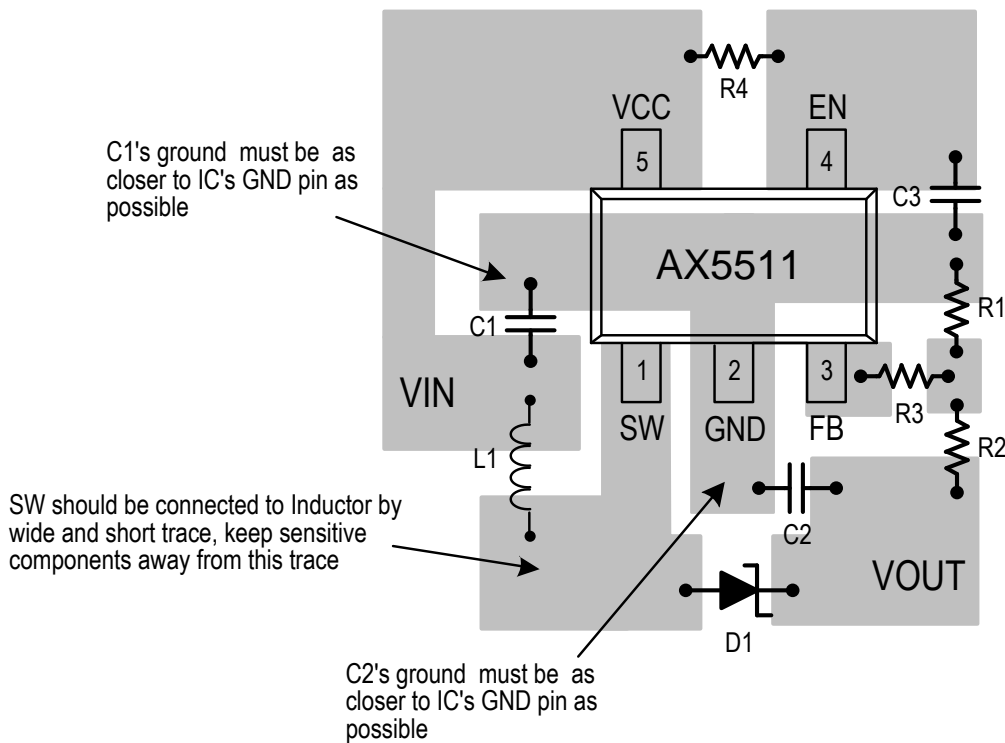 R4
VCC
EN
C1's ground must be as
closer to IC's GND pin as
possible
5
4
C3
AX5511
R1
C1
1
2
3
VIN
R3
SW
GND
FB
R2
L1
SW should be connected to Inductor by
wide and short trace, keep sensitive
components away from this trace
C2
VOUT
D1
C2's ground must be as
closer to IC's GND pin as
possible